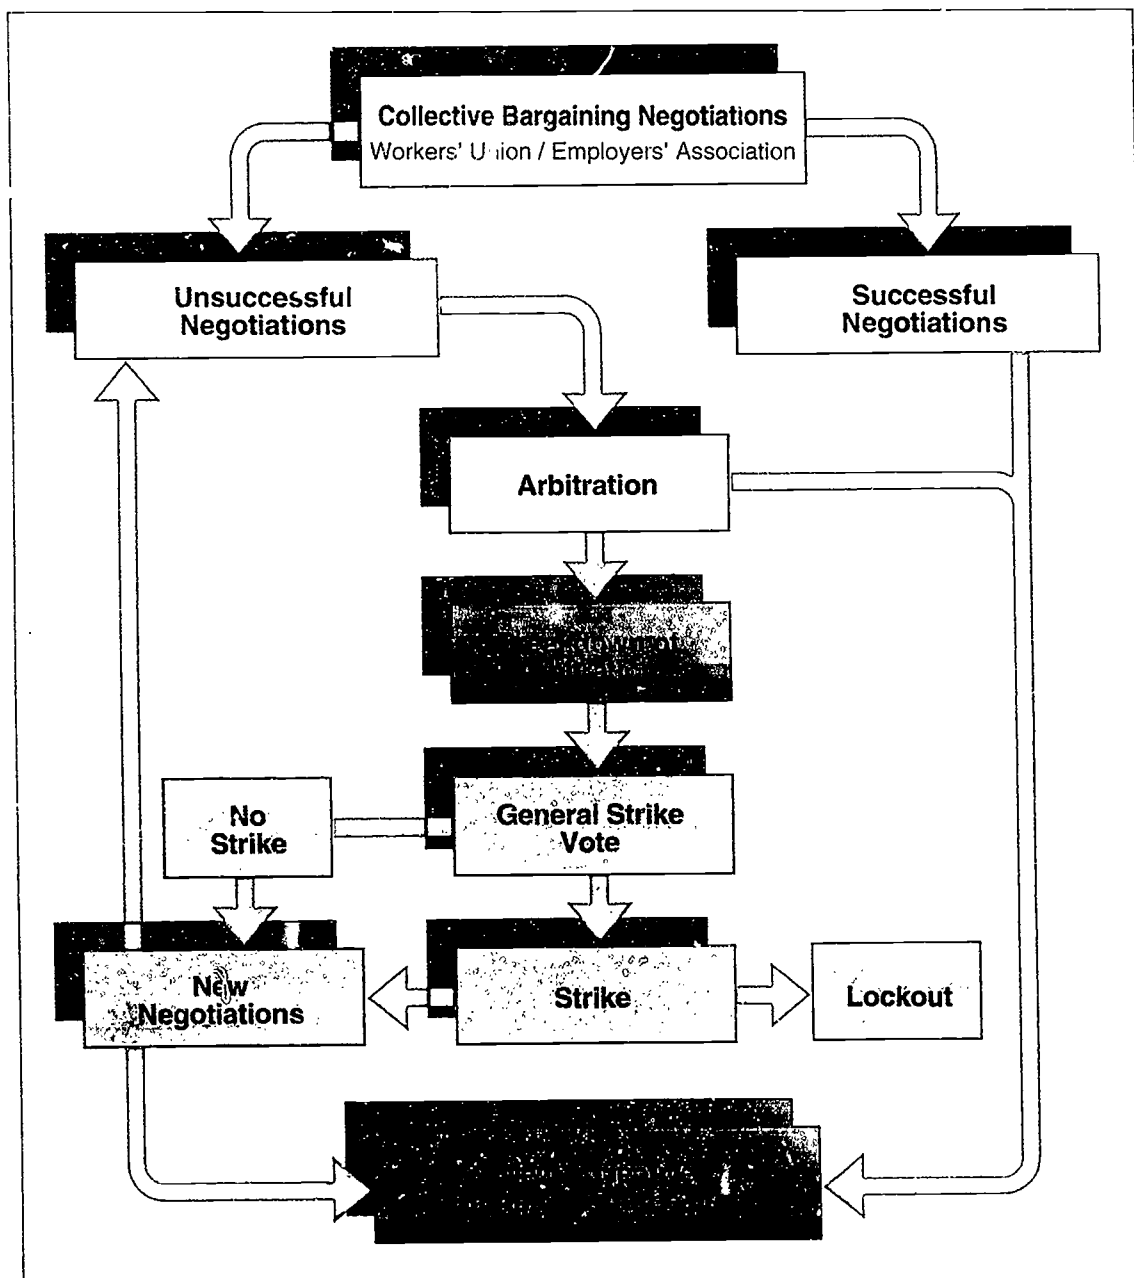 Collective Bargaining Negotiations
Workers' Union / Employers' Association
Unsuccessful
Negotiations
Successful
Negotiations
Arbitration
No
Strike
General Strike
Vote
New
Negotiations
Strike
Lockout